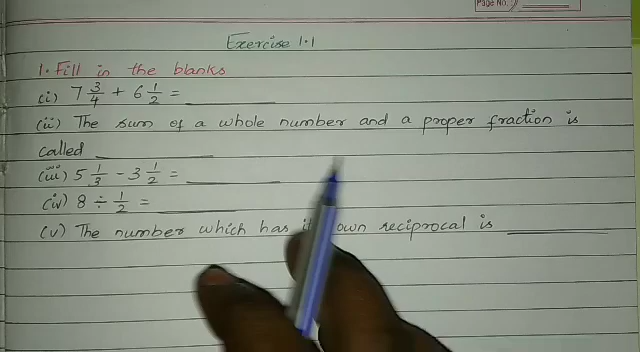 Page No.
Exercise 1.1
1. Fill in the blanks
(i) 7 3/4 + 6 1/2 = ________
(ii) The sum of a whole number and a proper fraction is
called ________
(iii) 5 1/3 - 3 1/2 = ________
(iv) 8 ÷ 1/2 = ________
(v) The number which has own reciprocal is ________